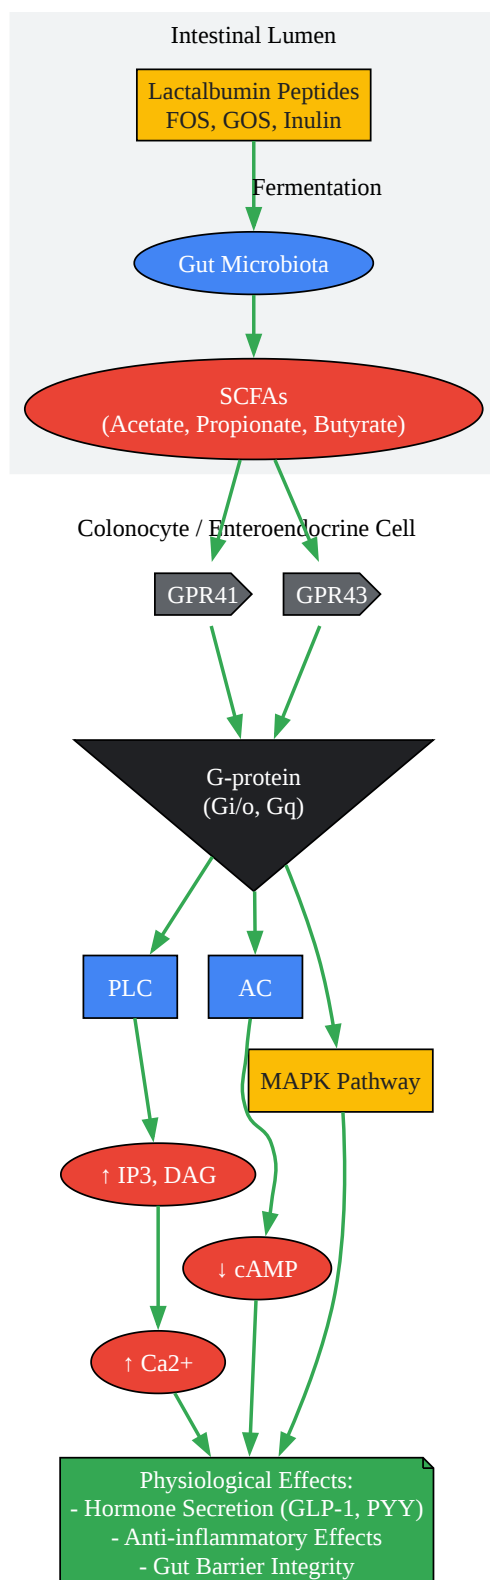 Intestinal Lumen
Lactalbumin Peptides
FOS, GOS, Inulin
Fermentation
Gut Microbiota
SCFAs
(Acetate, Propionate, Butyrate)
Colonocyte / Enteroendocrine Cell
GPR41
GPR43
G-protein
(Gi/o, Gq)
PLC
AC
MAPK Pathway
↑ IP3, DAG
↓ cAMP
↑ Ca2+
Physiological Effects:
- Hormone Secretion (GLP-1, PYY)
- Anti-inflammatory Effects
- Gut Barrier Integrity